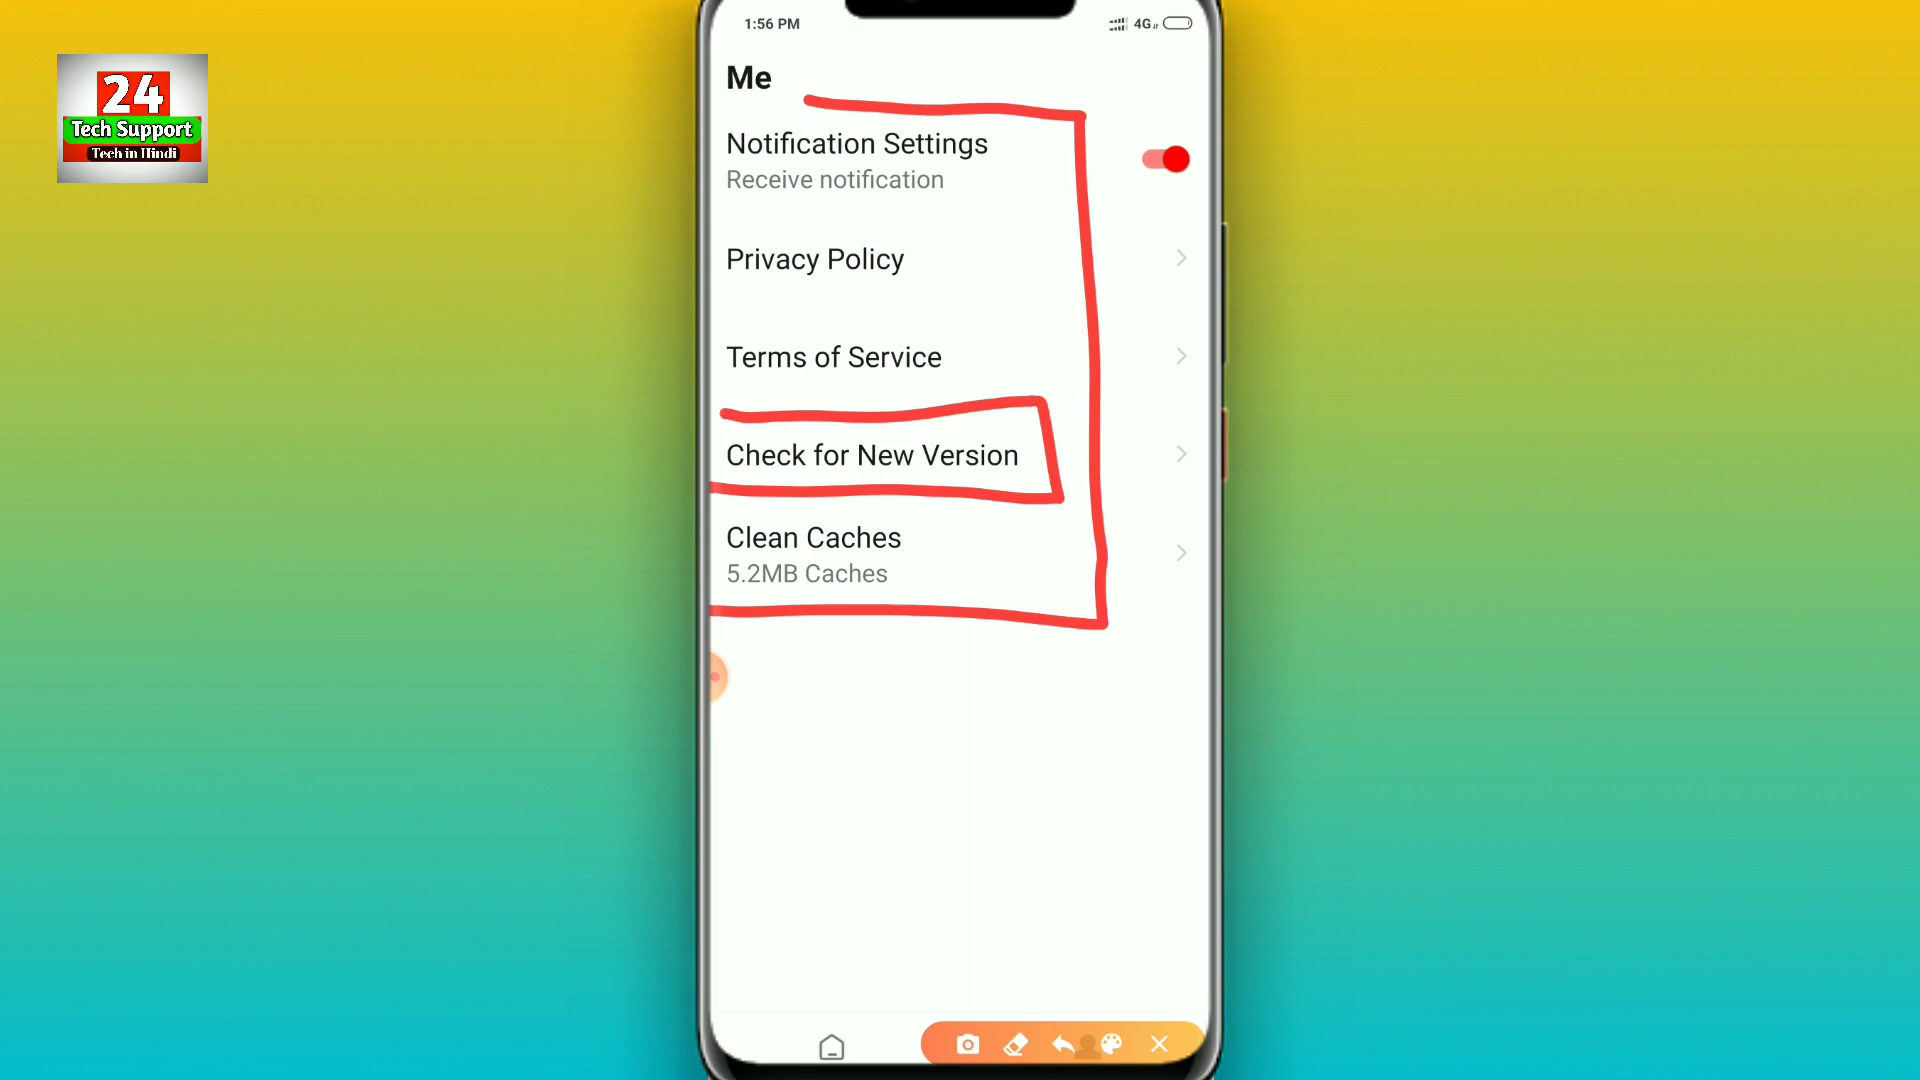 24
Tech Support
Tech in Hindi
1:56 PM
4G
Me
Notification Settings
Receive notification
Privacy Policy
Terms of Service
Check for New Version
Clean Caches
5.2MB Caches